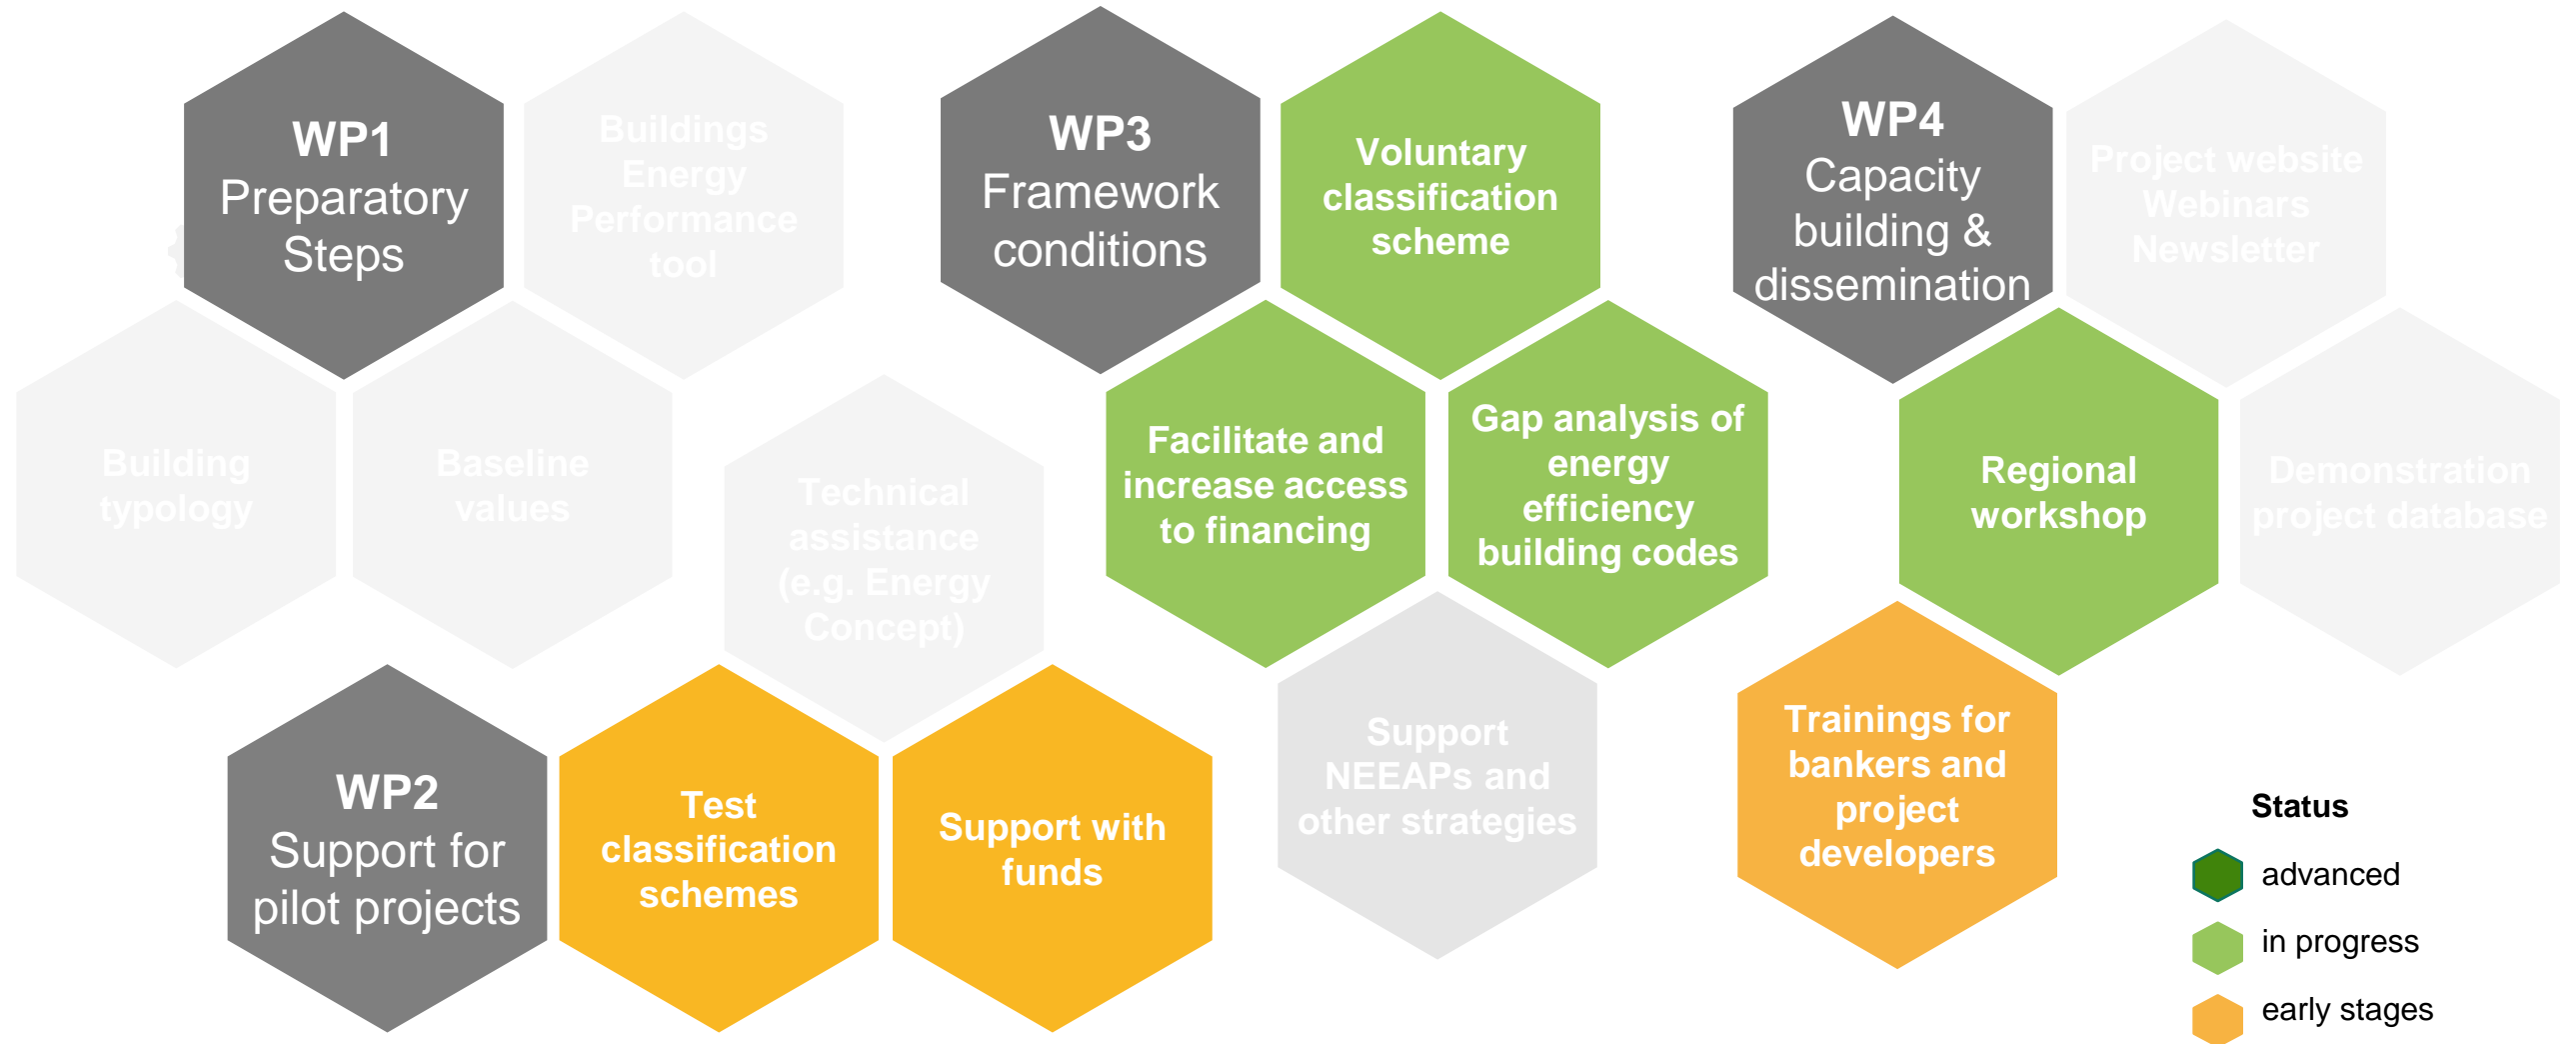 WP1
Preparatory
Steps
Buildings
Energy
Performance
tool
Building
typology
Baseline
values
WP2
Support for
pilot projects
Technical
assistance
(e.g. Energy
Concept)
Test
classification
schemes
Support with
funds
WP3
Framework
conditions
Voluntary
classification
scheme
Facilitate and
increase access
to financing
Gap analysis of
energy
efficiency
building codes
Support
NEEAPs and
other strategies
WP4
Capacity
building &
dissemination
Project website
Webinars
Newsletter
Regional
workshop
Demonstration
project database
Trainings for
bankers and
project
developers
Status
advanced
in progress
early stages